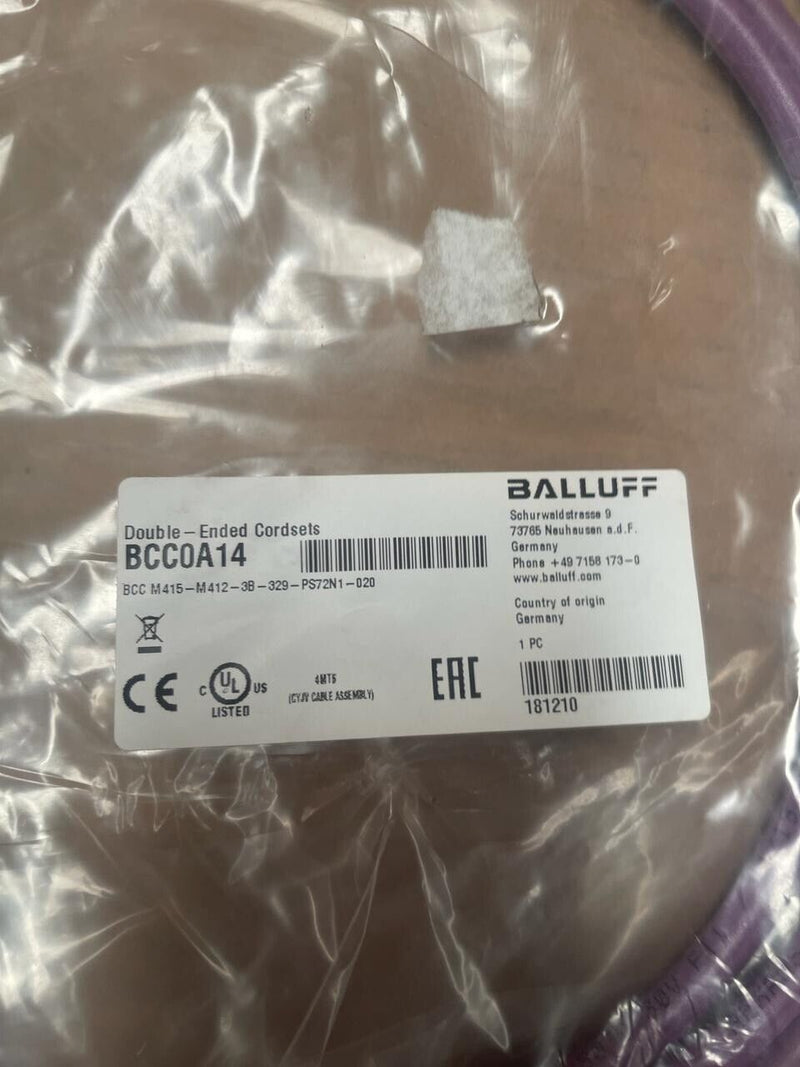 BALLUFF
Schurwaldstrasse 9
73765 Neuhausen a.d.F.
Germany
Phone +49 7158 173-0
www.balluff.com
Country of origin
Germany
1 PC
181210
Double-Ended Cordsets
BCC0A14
BCC M415-M412-3B-329-PS72N1-020
CE
C UL US
LISTED
4MT5
(CYJV CABLE ASSEMBLY)
EAC